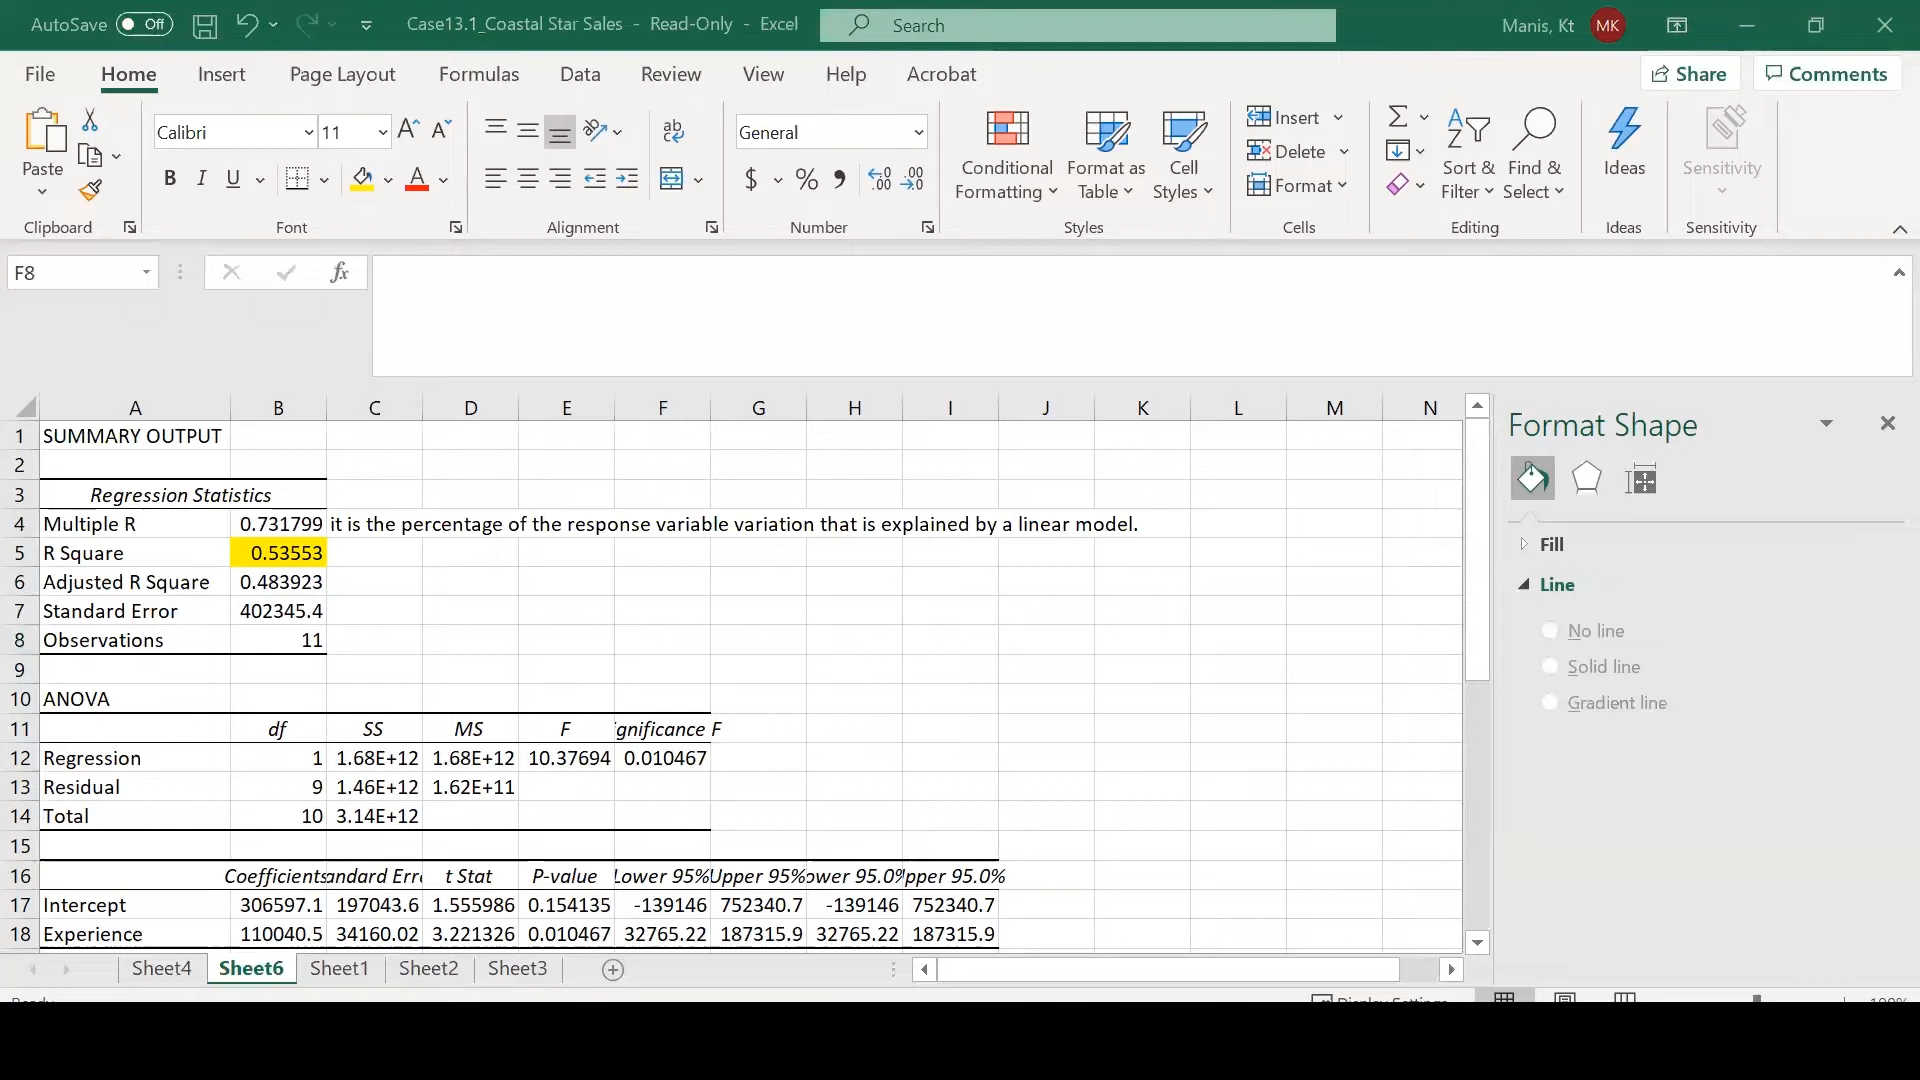 AutoSave Off Case13.1_Coastal Star Sales - Read-Only - Excel Search Manis, Kt MK
File Home Insert Page Layout Formulas Data Review View Help Acrobat Share Comments
Calibri 11 General
Paste
B I U
Conditional Formatting
Format as Table
Cell Styles
Insert
Delete
Format
Sort & Filter
Find & Select
Ideas
Sensitivity
Clipboard Font Alignment Number Styles Cells Editing Ideas Sensitivity
F8 fx
A B C D E F G H I J K L M N
1 SUMMARY OUTPUT
2
3 Regression Statistics
4 Multiple R 0.731799 it is the percentage of the response variable variation that is explained by a linear model.
5 R Square 0.53553
6 Adjusted R Square 0.483923
7 Standard Error 402345.4
8 Observations 11
9
10 ANOVA
11 df SS MS F gnificance F
12 Regression 1 1.68E+12 1.68E+12 10.37694 0.010467
13 Residual 9 1.46E+12 1.62E+11
14 Total 10 3.14E+12
15
16 Coefficients andard Erro t Stat P-value Lower 95% Upper 95% ower 95.0% pper 95.0%
17 Intercept 306597.1 197043.6 1.555986 0.154135 -139146 752340.7 -139146 752340.7
18 Experience 110040.5 34160.02 3.221326 0.010467 32765.22 187315.9 32765.22 187315.9
Sheet4 Sheet6 Sheet1 Sheet2 Sheet3
Format Shape
Fill
Line
No line
Solid line
Gradient line